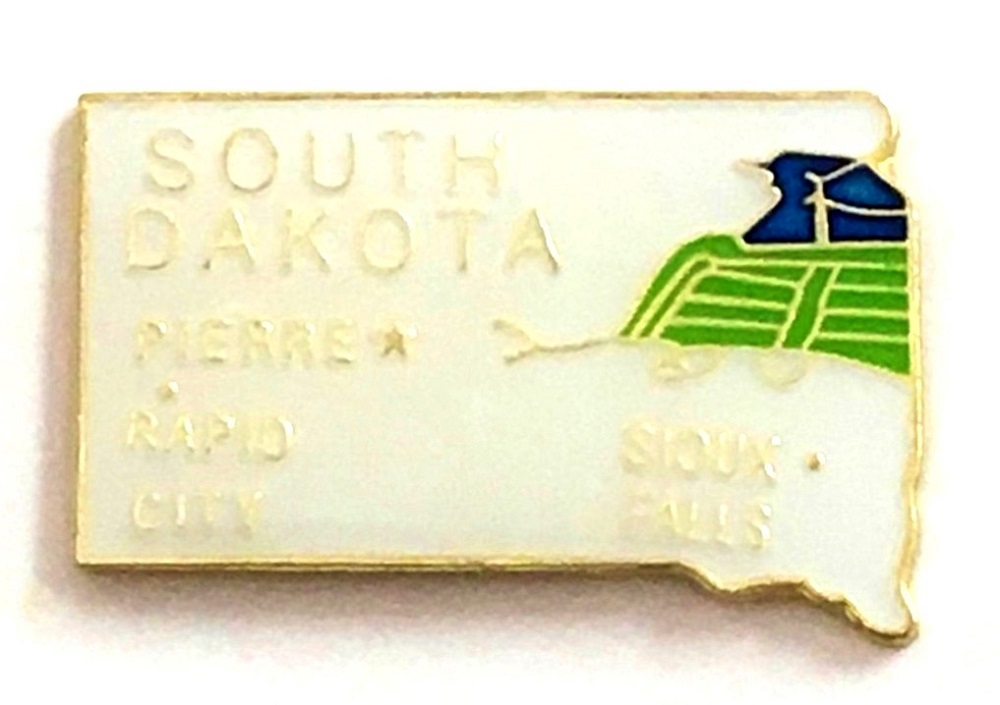 SOUTH
DAKOTA
PIERRE
RAPID
CITY
SIOUX
FALLS